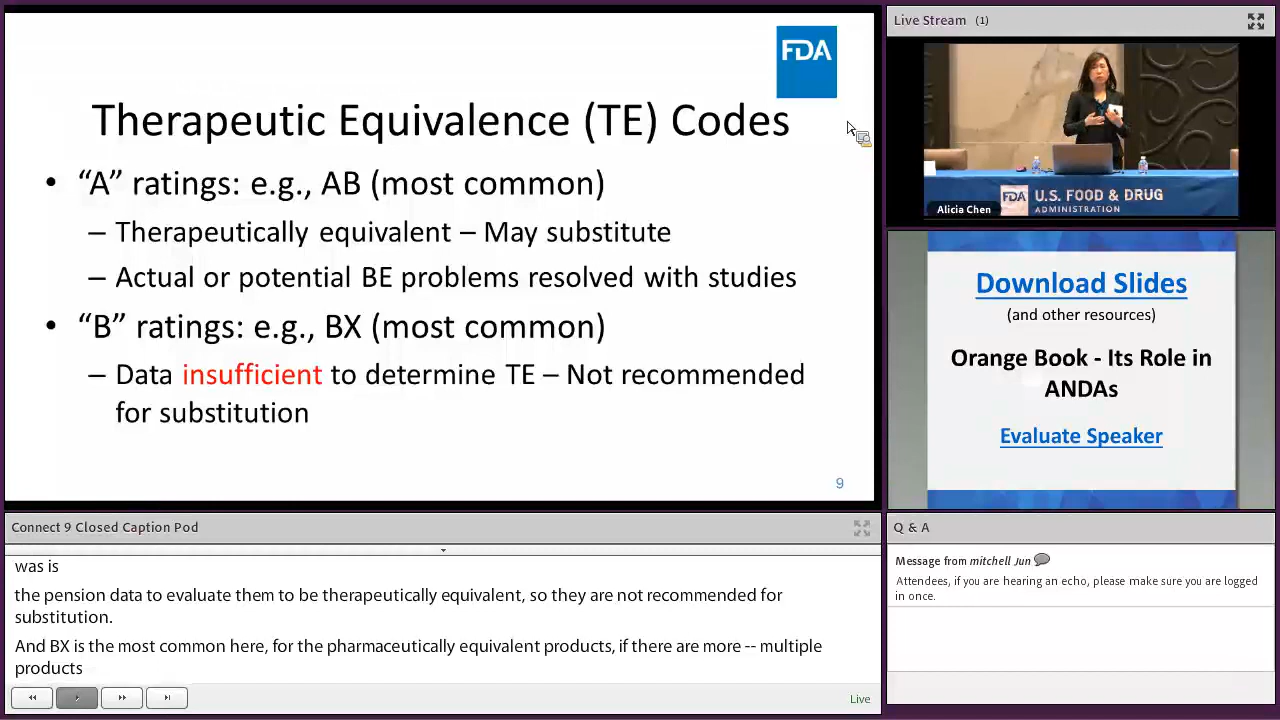 FDA
Therapeutic Equivalence (TE) Codes
• “A” ratings: e.g., AB (most common)
– Therapeutically equivalent – May substitute
– Actual or potential BE problems resolved with studies
• “B” ratings: e.g., BX (most common)
– Data insufficient to determine TE – Not recommended
for substitution
9
Live Stream (1)
Alicia Chen
FDA U.S. FOOD & DRUG
ADMINISTRATION
Download Slides
(and other resources)
Orange Book - Its Role in
ANDAs
Evaluate Speaker
Connect 9 Closed Caption Pod
was is
the pension data to evaluate them to be therapeutically equivalent, so they are not recommended for
substitution.
And BX is the most common here, for the pharmaceutically equivalent products, if there are more -- multiple
products
Live
Q & A
Message from mitchell Jun
Attendees, if you are hearing an echo, please make sure you are logged
in once.